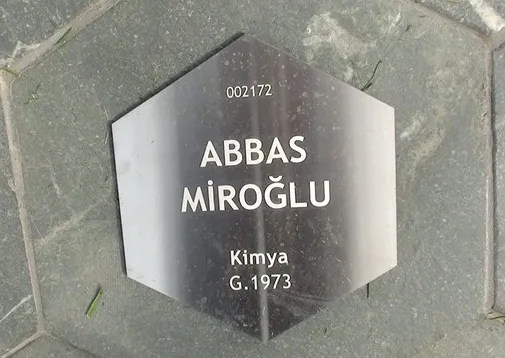 002172
ABBAS
MİROĞLU
Kimya
G.1973